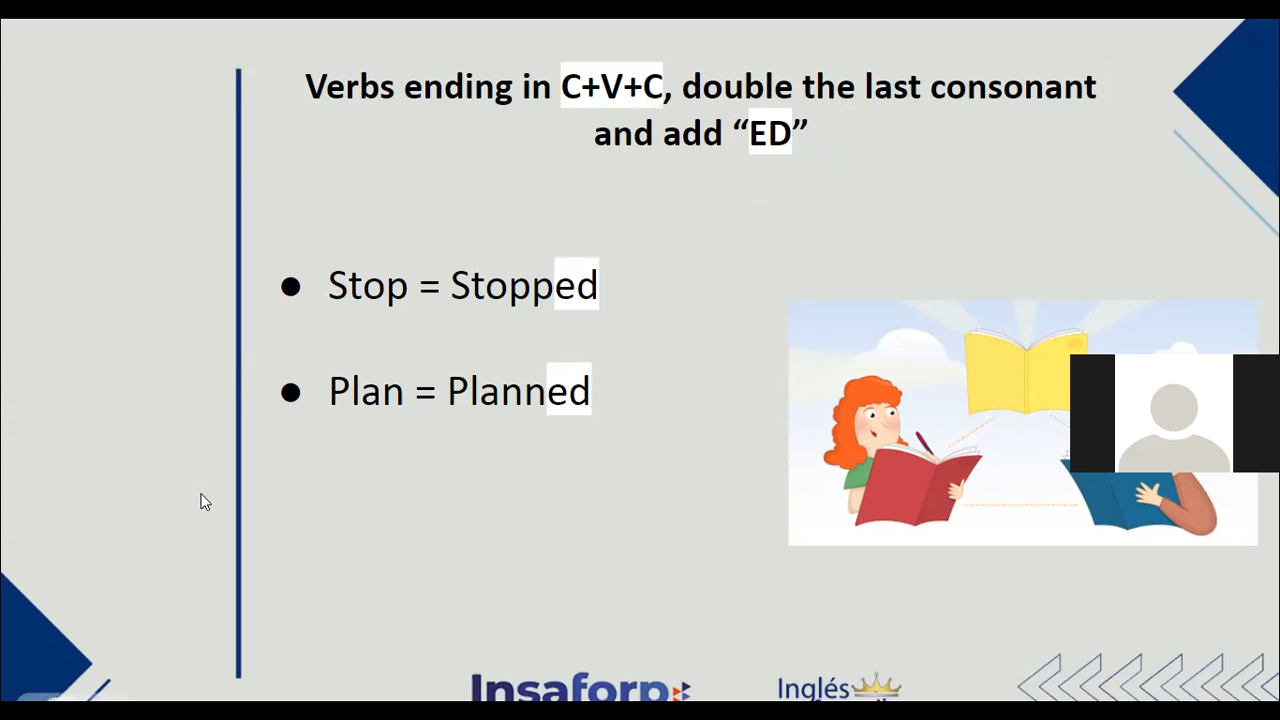 Verbs ending in C+V+C, double the last consonant
and add “ED”
● Stop = Stopped
● Plan = Planned
Insaforp
Inglés